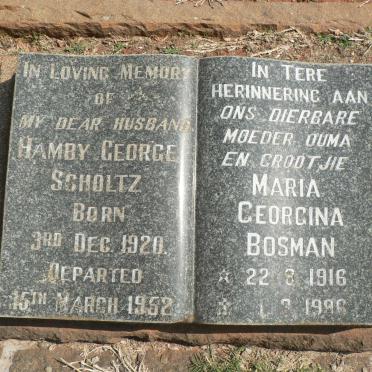 In Loving Memory
of
my dear husband
Hamby George
Scholtz
Born
3rd Dec. 1920.
Departed
15th March 1952
In Tere
herinnering aan
ons dierbare
moeder ouma
en grootjie
Maria
Georgina
Bosman
22 8 1916
1996